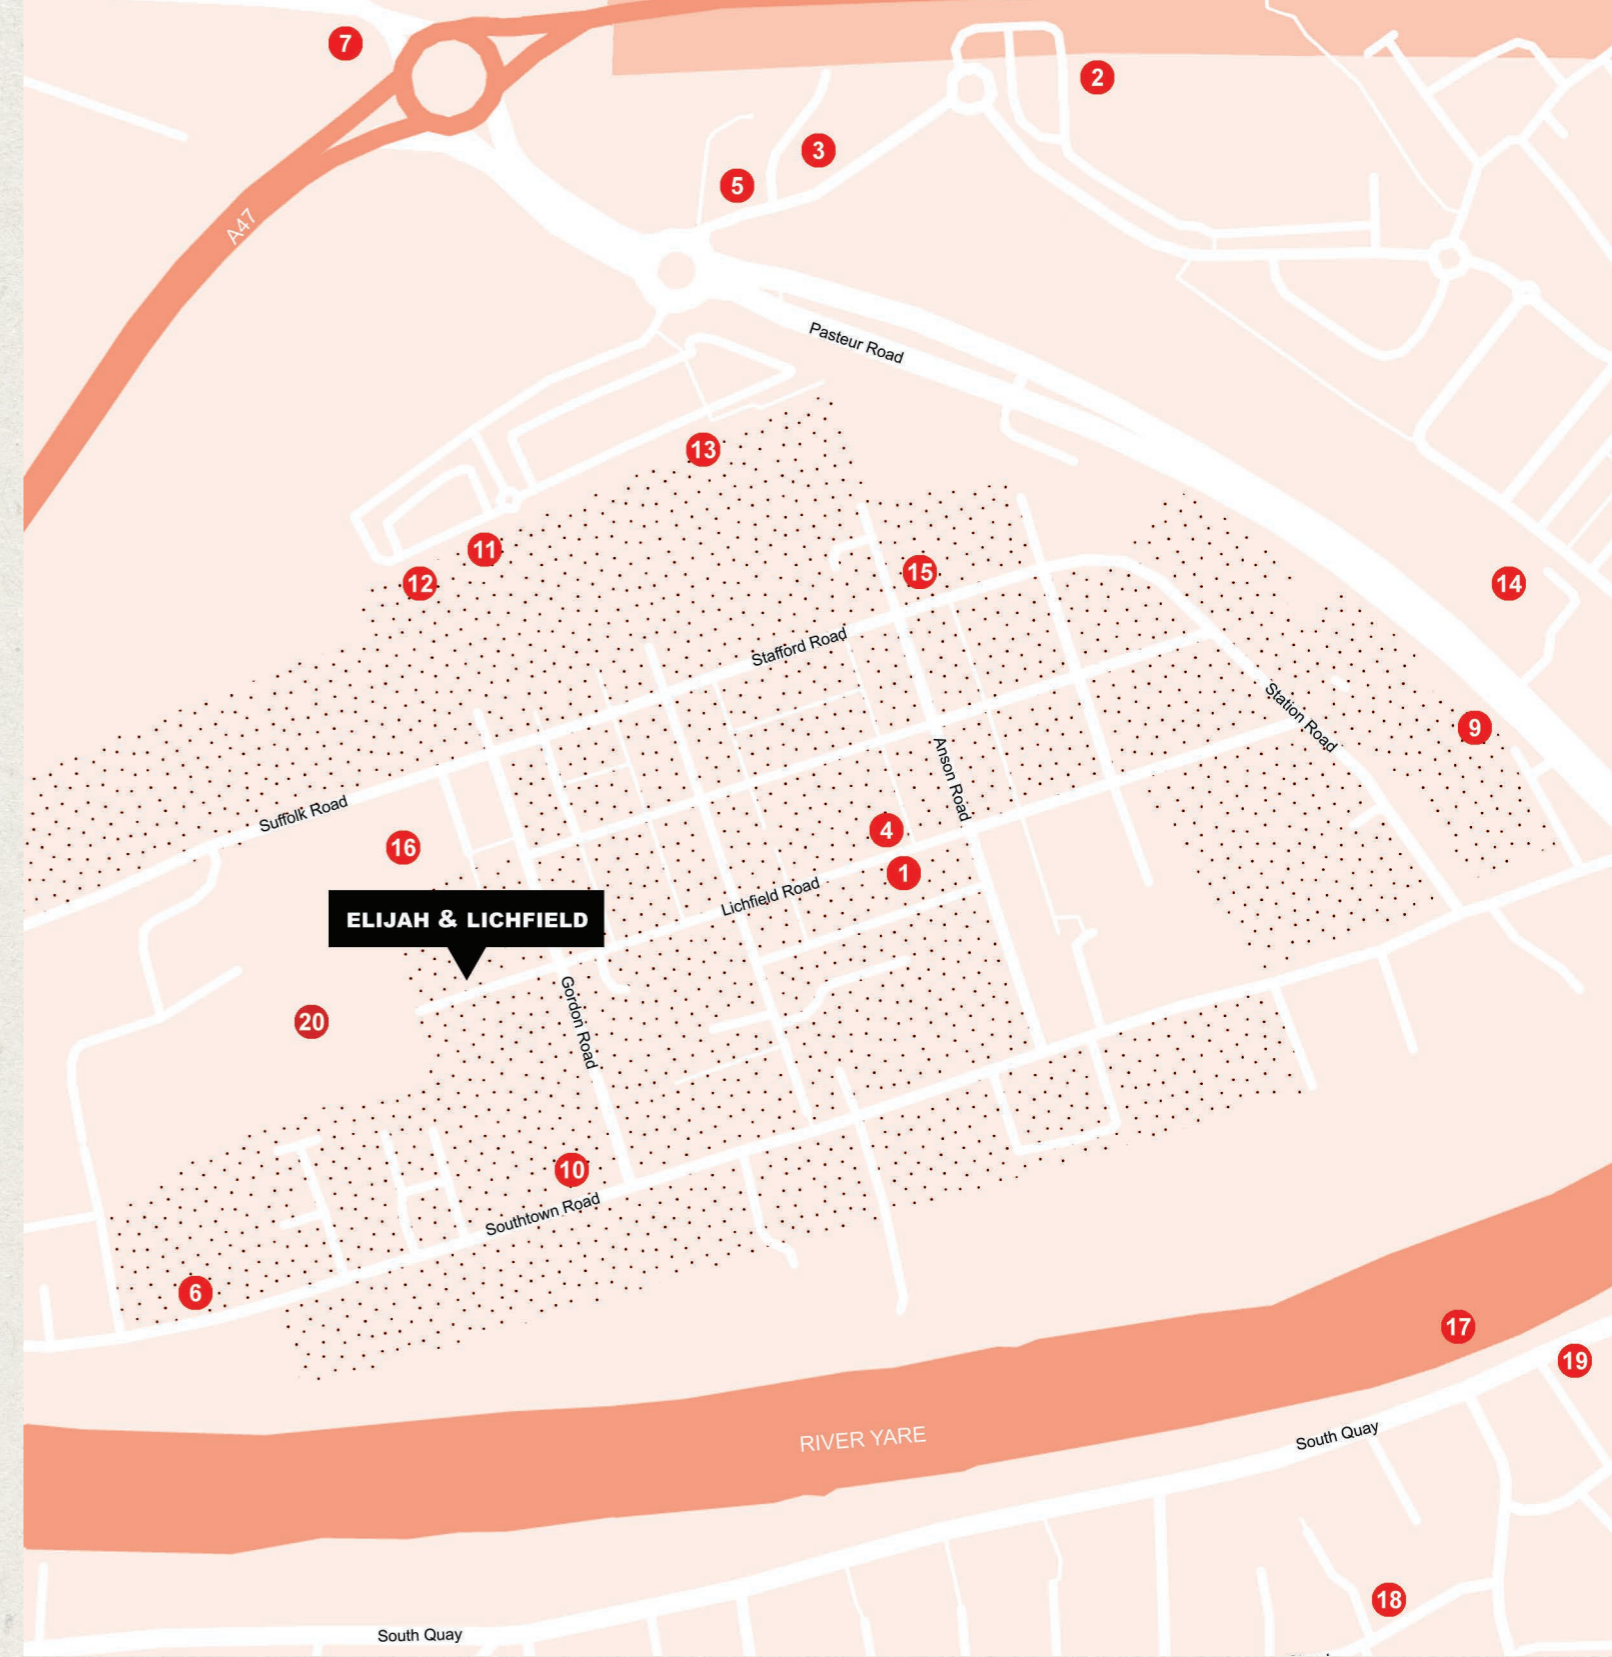 7
2
3
5
A47
Pasteur Road
13
11
12
15
14
Stafford Road
Station Road
9
Anson Road
Suffolk Road
4
16
1
Lichfield Road
ELIJAH & LICHFIELD
Gordon Road
20
10
Southtown Road
6
17
19
RIVER YARE
South Quay
18
South Quay